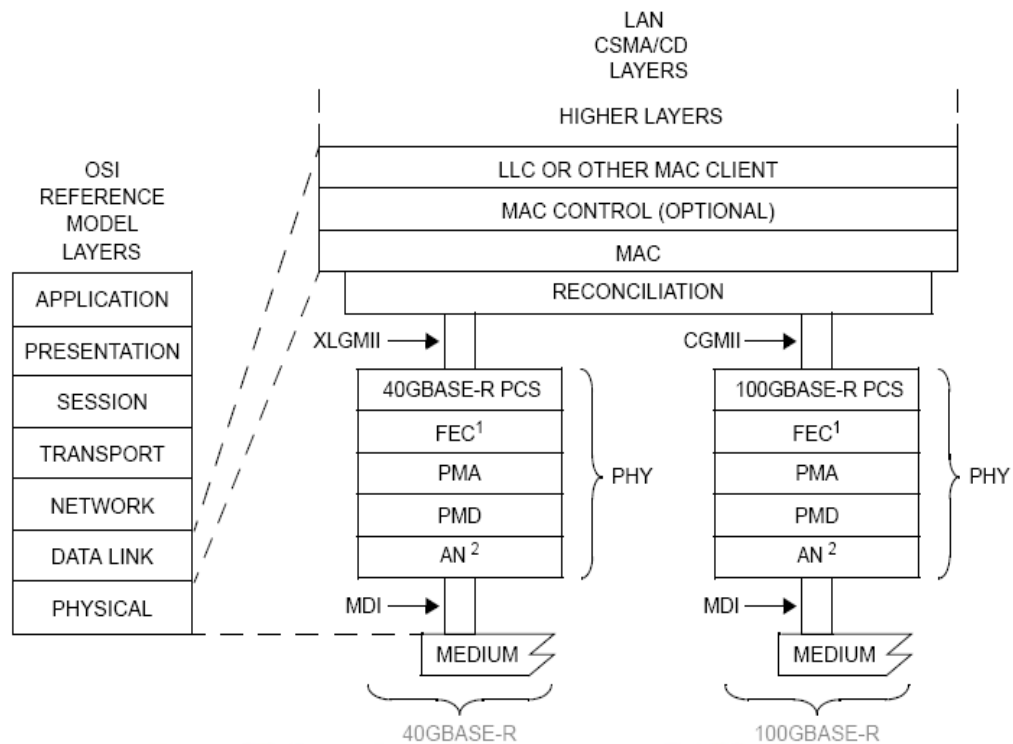 LAN
CSMA/CD
LAYERS
HIGHER LAYERS
LLC OR OTHER MAC CLIENT
MAC CONTROL (OPTIONAL)
MAC
RECONCILIATION
OSI
REFERENCE
MODEL
LAYERS
APPLICATION
PRESENTATION
SESSION
TRANSPORT
NETWORK
DATA LINK
PHYSICAL
XLGMII
40GBASE-R PCS
FEC¹
PMA
PMD
AN ²
PHY
MDI
MEDIUM
40GBASE-R
CGMII
100GBASE-R PCS
FEC¹
PMA
PMD
AN ²
PHY
MDI
MEDIUM
100GBASE-R